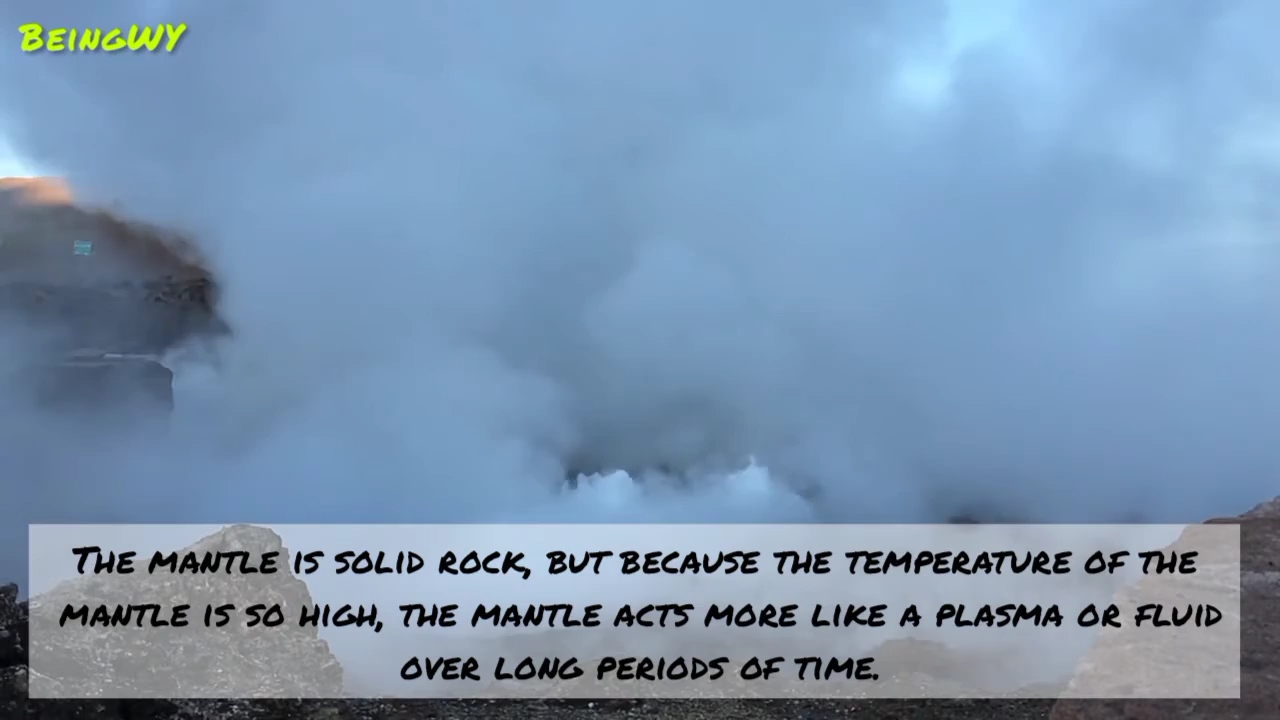 BeingWY
The mantle is solid rock, but because the temperature of the
mantle is so high, the mantle acts more like a plasma or fluid
over long periods of time.